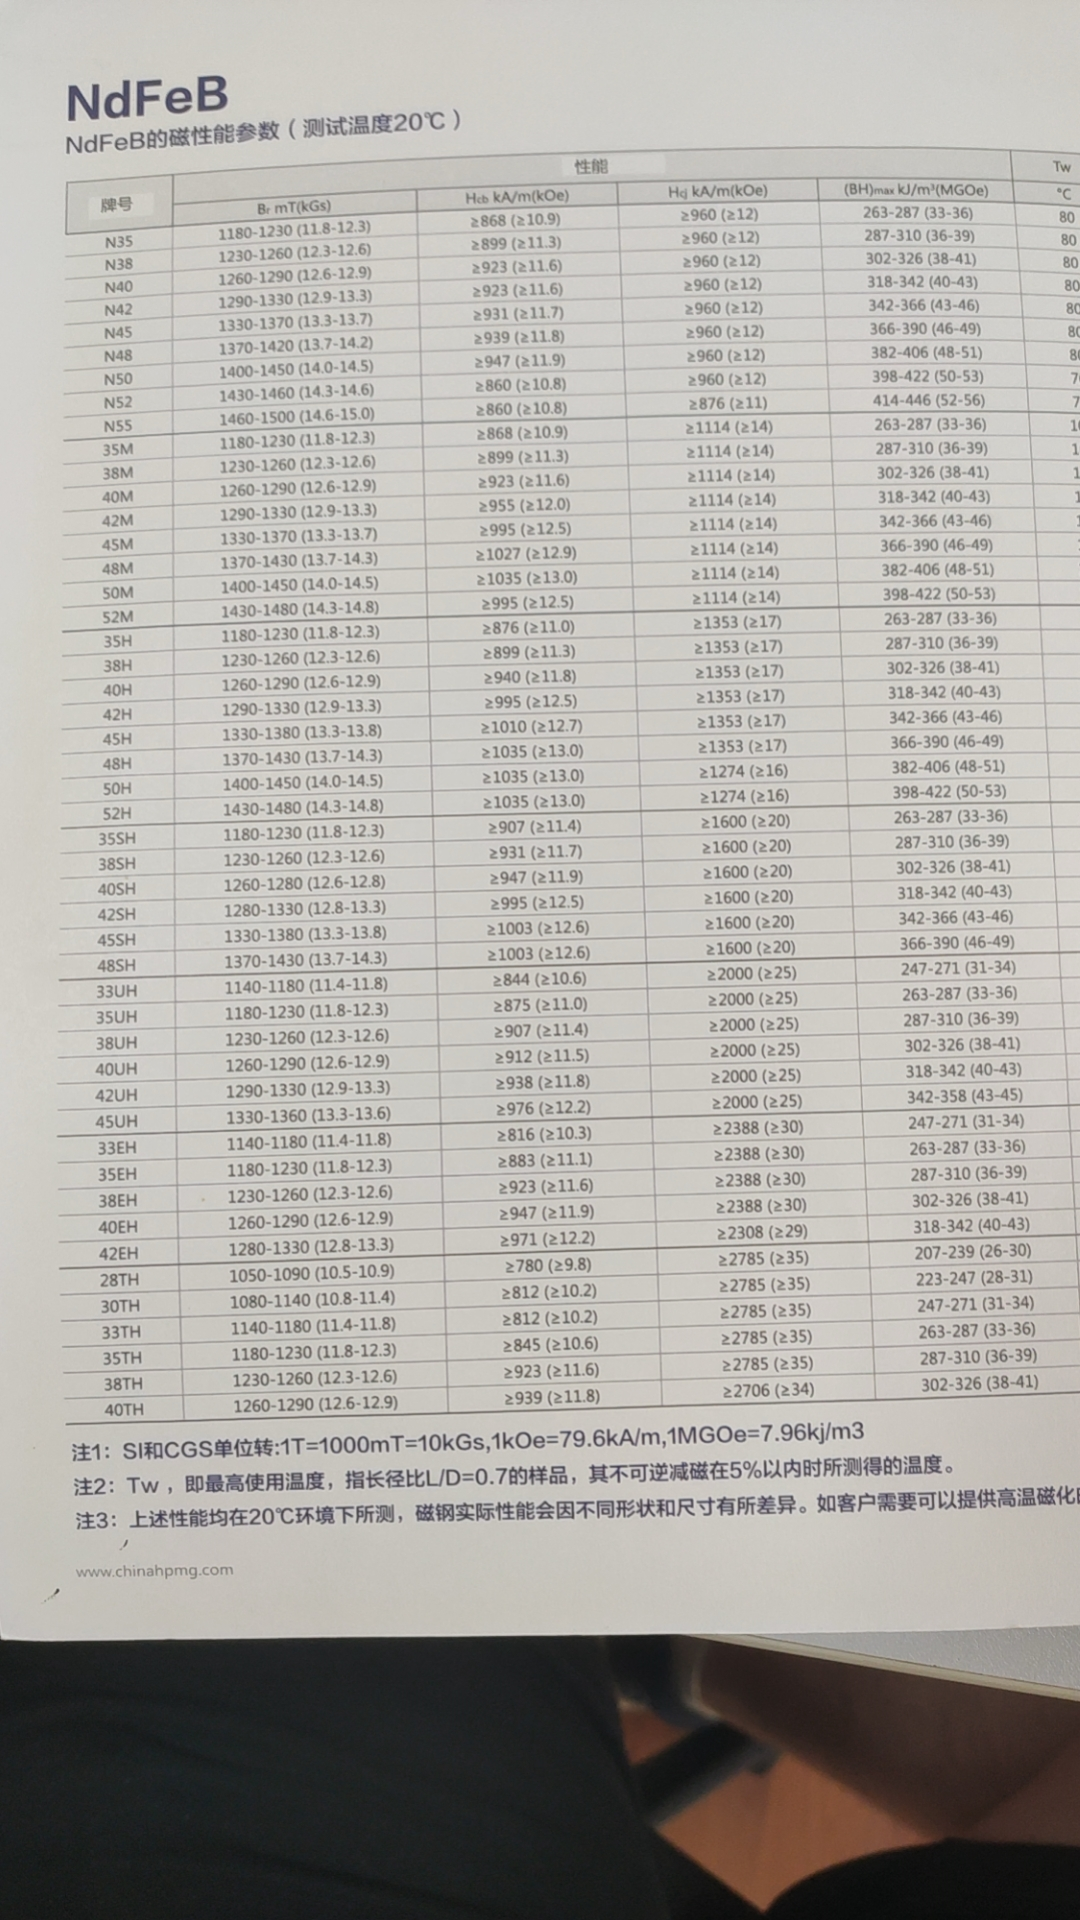 NdFeB
NdFeB的磁性能参数（测试温度20℃）
牌号 性能 Tw
Br mT(kGs) Hcb kA/m(kOe) Hcj kA/m(kOe) (BH)max kJ/m³(MGOe) ℃
N35 1180-1230 (11.8-12.3) ≥868 (≥10.9) ≥960 (≥12) 263-287 (33-36) 80
N38 1230-1260 (12.3-12.6) ≥899 (≥11.3) ≥960 (≥12) 287-310 (36-39) 80
N40 1260-1290 (12.6-12.9) ≥923 (≥11.6) ≥960 (≥12) 302-326 (38-41) 80
N42 1290-1330 (12.9-13.3) ≥923 (≥11.6) ≥960 (≥12) 318-342 (40-43) 80
N45 1330-1370 (13.3-13.7) ≥931 (≥11.7) ≥960 (≥12) 342-366 (43-46)
N48 1370-1420 (13.7-14.2) ≥939 (≥11.8) ≥960 (≥12) 366-390 (46-49)
N50 1400-1450 (14.0-14.5) ≥947 (≥11.9) ≥960 (≥12) 382-406 (48-51)
N52 1430-1460 (14.3-14.6) ≥860 (≥10.8) ≥960 (≥12) 398-422 (50-53)
N55 1460-1500 (14.6-15.0) ≥860 (≥10.8) ≥876 (≥11) 414-446 (52-56)
35M 1180-1230 (11.8-12.3) ≥868 (≥10.9) ≥1114 (≥14) 263-287 (33-36)
38M 1230-1260 (12.3-12.6) ≥899 (≥11.3) ≥1114 (≥14) 287-310 (36-39)
40M 1260-1290 (12.6-12.9) ≥923 (≥11.6) ≥1114 (≥14) 302-326 (38-41)
42M 1290-1330 (12.9-13.3) ≥955 (≥12.0) ≥1114 (≥14) 318-342 (40-43)
45M 1330-1370 (13.3-13.7) ≥995 (≥12.5) ≥1114 (≥14) 342-366 (43-46)
48M 1370-1430 (13.7-14.3) ≥1027 (≥12.9) ≥1114 (≥14) 366-390 (46-49)
50M 1400-1450 (14.0-14.5) ≥1035 (≥13.0) ≥1114 (≥14) 382-406 (48-51)
52M 1430-1480 (14.3-14.8) ≥995 (≥12.5) ≥1114 (≥14) 398-422 (50-53)
35H 1180-1230 (11.8-12.3) ≥876 (≥11.0) ≥1353 (≥17) 263-287 (33-36)
38H 1230-1260 (12.3-12.6) ≥899 (≥11.3) ≥1353 (≥17) 287-310 (36-39)
40H 1260-1290 (12.6-12.9) ≥940 (≥11.8) ≥1353 (≥17) 302-326 (38-41)
42H 1290-1330 (12.9-13.3) ≥995 (≥12.5) ≥1353 (≥17) 318-342 (40-43)
45H 1330-1380 (13.3-13.8) ≥1010 (≥12.7) ≥1353 (≥17) 342-366 (43-46)
48H 1370-1430 (13.7-14.3) ≥1035 (≥13.0) ≥1353 (≥17) 366-390 (46-49)
50H 1400-1450 (14.0-14.5) ≥1035 (≥13.0) ≥1274 (≥16) 382-406 (48-51)
52H 1430-1480 (14.3-14.8) ≥1035 (≥13.0) ≥1274 (≥16) 398-422 (50-53)
35SH 1180-1230 (11.8-12.3) ≥907 (≥11.4) ≥1600 (≥20) 263-287 (33-36)
38SH 1230-1260 (12.3-12.6) ≥931 (≥11.7) ≥1600 (≥20) 287-310 (36-39)
40SH 1260-1280 (12.6-12.8) ≥947 (≥11.9) ≥1600 (≥20) 302-326 (38-41)
42SH 1280-1330 (12.8-13.3) ≥995 (≥12.5) ≥1600 (≥20) 318-342 (40-43)
45SH 1330-1380 (13.3-13.8) ≥1003 (≥12.6) ≥1600 (≥20) 342-366 (43-46)
48SH 1370-1430 (13.7-14.3) ≥1003 (≥12.6) ≥1600 (≥20) 366-390 (46-49)
33UH 1140-1180 (11.4-11.8) ≥844 (≥10.6) ≥2000 (≥25) 247-271 (31-34)
35UH 1180-1230 (11.8-12.3) ≥875 (≥11.0) ≥2000 (≥25) 263-287 (33-36)
38UH 1230-1260 (12.3-12.6) ≥907 (≥11.4) ≥2000 (≥25) 287-310 (36-39)
40UH 1260-1290 (12.6-12.9) ≥912 (≥11.5) ≥2000 (≥25) 302-326 (38-41)
42UH 1290-1330 (12.9-13.3) ≥938 (≥11.8) ≥2000 (≥25) 318-342 (40-43)
45UH 1330-1360 (13.3-13.6) ≥976 (≥12.2) ≥2000 (≥25) 342-358 (43-45)
33EH 1140-1180 (11.4-11.8) ≥816 (≥10.3) ≥2388 (≥30) 247-271 (31-34)
35EH 1180-1230 (11.8-12.3) ≥883 (≥11.1) ≥2388 (≥30) 263-287 (33-36)
38EH 1230-1260 (12.3-12.6) ≥923 (≥11.6) ≥2388 (≥30) 287-310 (36-39)
40EH 1260-1290 (12.6-12.9) ≥947 (≥11.9) ≥2388 (≥30) 302-326 (38-41)
42EH 1280-1330 (12.8-13.3) ≥971 (≥12.2) ≥2308 (≥29) 318-342 (40-43)
28TH 1050-1090 (10.5-10.9) ≥780 (≥9.8) ≥2785 (≥35) 207-239 (26-30)
30TH 1080-1140 (10.8-11.4) ≥812 (≥10.2) ≥2785 (≥35) 223-247 (28-31)
33TH 1140-1180 (11.4-11.8) ≥812 (≥10.2) ≥2785 (≥35) 247-271 (31-34)
35TH 1180-1230 (11.8-12.3) ≥845 (≥10.6) ≥2785 (≥35) 263-287 (33-36)
38TH 1230-1260 (12.3-12.6) ≥923 (≥11.6) ≥2785 (≥35) 287-310 (36-39)
40TH 1260-1290 (12.6-12.9) ≥939 (≥11.8) ≥2706 (≥34) 302-326 (38-41)
注1：SI和CGS单位转:1T=1000mT=10kGs,1kOe=79.6kA/m,1MGOe=7.96kj/m3
注2：Tw，即最高使用温度，指长径比L/D=0.7的样品，其不可逆减磁在5%以内时所测得的温度。
注3：上述性能均在20℃环境下所测，磁钢实际性能会因不同形状和尺寸有所差异。如客户需要可以提供高温磁化
www.chinahpmg.com